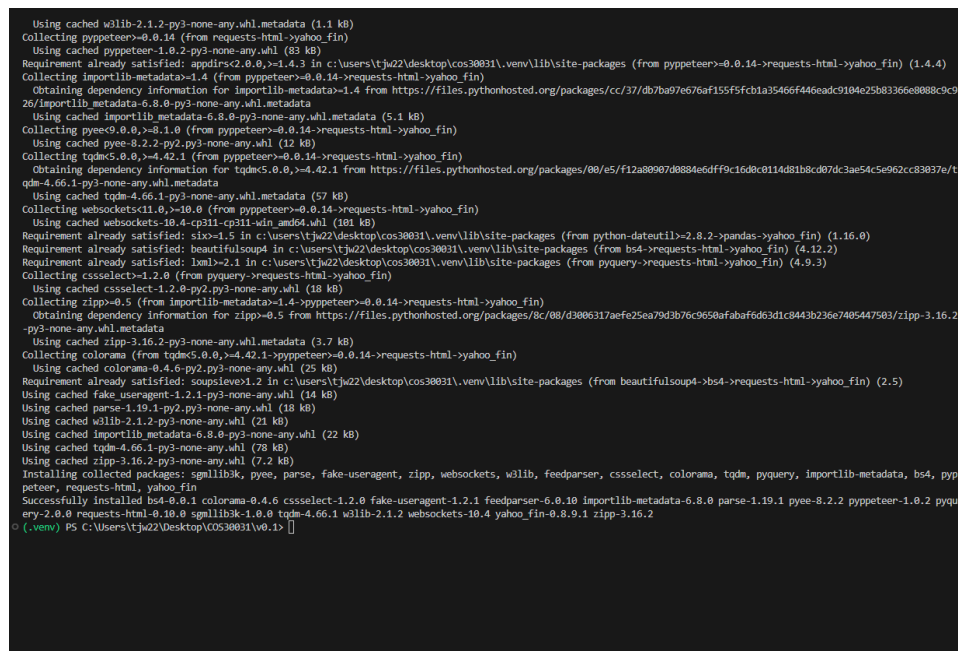 Using cached w3lib-2.1.2-py3-none-any.whl.metadata (1.1 kB)
Collecting pyppeteer>=0.0.14 (from requests-html->yahoo_fin)
Using cached pyppeteer-1.0.2-py3-none-any.whl (83 kB)
Requirement already satisfied: appdirs<2.0.0,>=1.4.3 in c:\users\tjw22\desktop\cos30031\.venv\lib\site-packages (from pyppeteer>=0.0.14->requests-html->yahoo_fin) (1.4.4)
Collecting importlib-metadata>=1.4 (from pyppeteer>=0.0.14->requests-html->yahoo_fin)
Obtaining dependency information for importlib-metadata>=1.4 from https://files.pythonhosted.org/packages/cc/37/db7ba97e676af155f5fcb1a35466f446eadc9104e25b83366e8088c9c9
26/importlib_metadata-6.8.0-py3-none-any.whl.metadata
Using cached importlib_metadata-6.8.0-py3-none-any.whl.metadata (5.1 kB)
Collecting pyee<9.0.0,>=8.1.0 (from pyppeteer>=0.0.14->requests-html->yahoo_fin)
Using cached pyee-8.2.2-py2.py3-none-any.whl (12 kB)
Collecting tqdm<5.0.0,>=4.42.1 (from pyppeteer>=0.0.14->requests-html->yahoo_fin)
Obtaining dependency information for tqdm<5.0.0,>=4.42.1 from https://files.pythonhosted.org/packages/00/e5/f12a80907d0884e6dff9c16d0c0114d81b8cd07dc3ae54c5e962cc83037e/t
qdm-4.66.1-py3-none-any.whl.metadata
Using cached tqdm-4.66.1-py3-none-any.whl.metadata (57 kB)
Collecting websockets<11.0,>=10.0 (from pyppeteer>=0.0.14->requests-html->yahoo_fin)
Using cached websockets-10.4-cp311-cp311-win_amd64.whl (101 kB)
Requirement already satisfied: six>=1.5 in c:\users\tjw22\desktop\cos30031\.venv\lib\site-packages (from python-dateutil>=2.8.2->pandas->yahoo_fin) (1.16.0)
Requirement already satisfied: beautifulsoup4 in c:\users\tjw22\desktop\cos30031\.venv\lib\site-packages (from bs4->requests-html->yahoo_fin) (4.12.2)
Requirement already satisfied: lxml>=2.1 in c:\users\tjw22\desktop\cos30031\.venv\lib\site-packages (from pyquery->requests-html->yahoo_fin) (4.9.3)
Collecting cssselect>=1.2.0 (from pyquery->requests-html->yahoo_fin)
Using cached cssselect-1.2.0-py2.py3-none-any.whl (18 kB)
Collecting zipp>=0.5 (from importlib-metadata>=1.4->pyppeteer>=0.0.14->requests-html->yahoo_fin)
Obtaining dependency information for zipp>=0.5 from https://files.pythonhosted.org/packages/8c/08/d3006317aefe25ea79d3b76c9650afabaf6d63d1c8443b236e7405447503/zipp-3.16.2
-py3-none-any.whl.metadata
Using cached zipp-3.16.2-py3-none-any.whl.metadata (3.7 kB)
Collecting colorama (from tqdm<5.0.0,>=4.42.1->pyppeteer>=0.0.14->requests-html->yahoo_fin)
Using cached colorama-0.4.6-py2.py3-none-any.whl (25 kB)
Requirement already satisfied: soupsieve>1.2 in c:\users\tjw22\desktop\cos30031\.venv\lib\site-packages (from beautifulsoup4->bs4->requests-html->yahoo_fin) (2.5)
Using cached fake_useragent-1.2.1-py3-none-any.whl (14 kB)
Using cached parse-1.19.1-py2.py3-none-any.whl (18 kB)
Using cached w3lib-2.1.2-py3-none-any.whl (21 kB)
Using cached importlib_metadata-6.8.0-py3-none-any.whl (22 kB)
Using cached tqdm-4.66.1-py3-none-any.whl (78 kB)
Using cached zipp-3.16.2-py3-none-any.whl (7.2 kB)
Installing collected packages: sgmllib3k, pyee, parse, fake-useragent, zipp, websockets, w3lib, feedparser, cssselect, colorama, tqdm, pyquery, importlib-metadata, bs4, pyp
peteer, requests-html, yahoo_fin
Successfully installed bs4-0.0.1 colorama-0.4.6 cssselect-1.2.0 fake-useragent-1.2.1 feedparser-6.0.10 importlib-metadata-6.8.0 parse-1.19.1 pyee-8.2.2 pyppeteer-1.0.2 pyqu
ery-2.0.0 requests-html-0.10.0 sgmllib3k-1.0.0 tqdm-4.66.1 w3lib-2.1.2 websockets-10.4 yahoo_fin-0.8.9.1 zipp-3.16.2
(.venv) PS C:\Users\tjw22\Desktop\COS30031\v0.1>